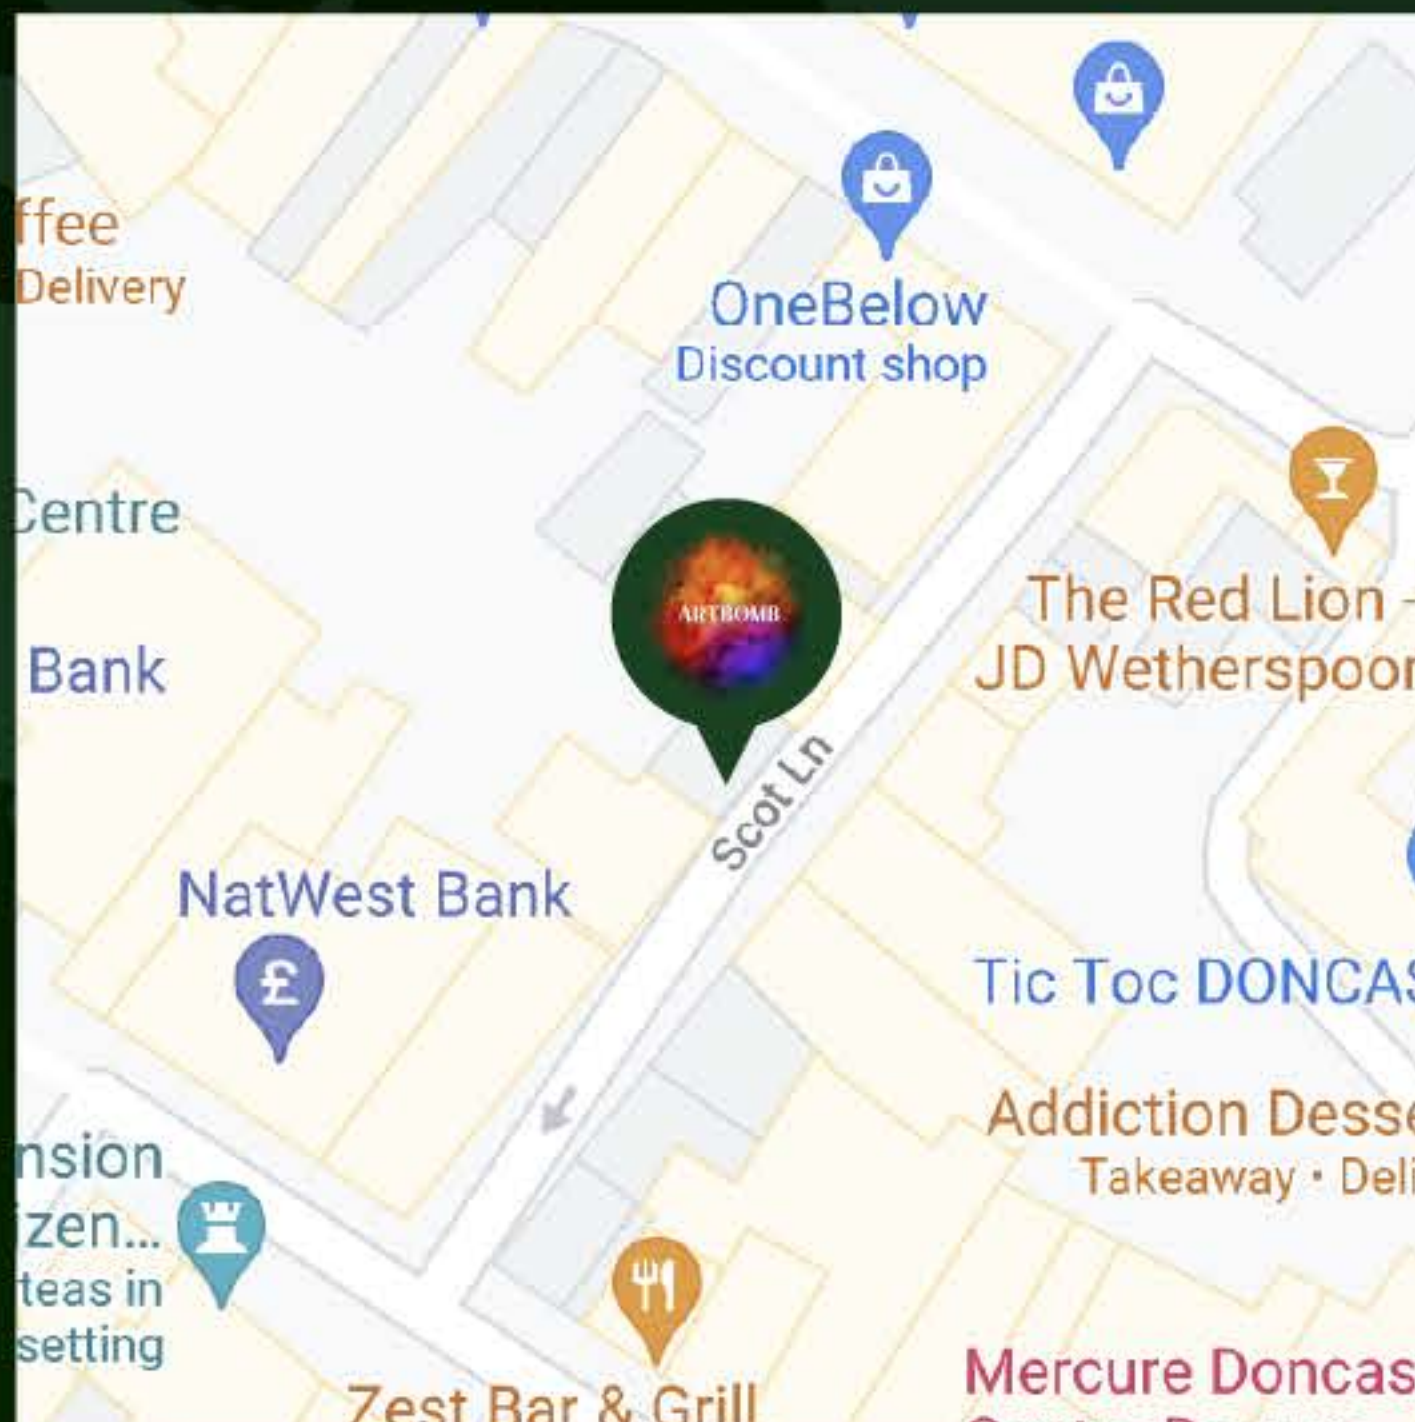 ffee
Delivery
OneBelow
Discount shop
Centre
Bank
ARTBOMB
The Red Lion -
JD Wetherspoon
Scot Ln
NatWest Bank
£
Tic Toc DONCAS
Addiction Desse
Takeaway · Deli
nsion
izen...
teas in
setting
Zest Bar & Grill
Mercure Doncas